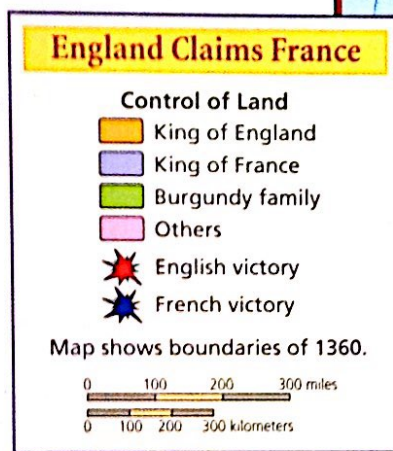 England Claims France
Control of Land
King of England
King of France
Burgundy family
Others
English victory
French victory
Map shows boundaries of 1360.
0 100 200 300 miles
0 100 200 300 kilometers